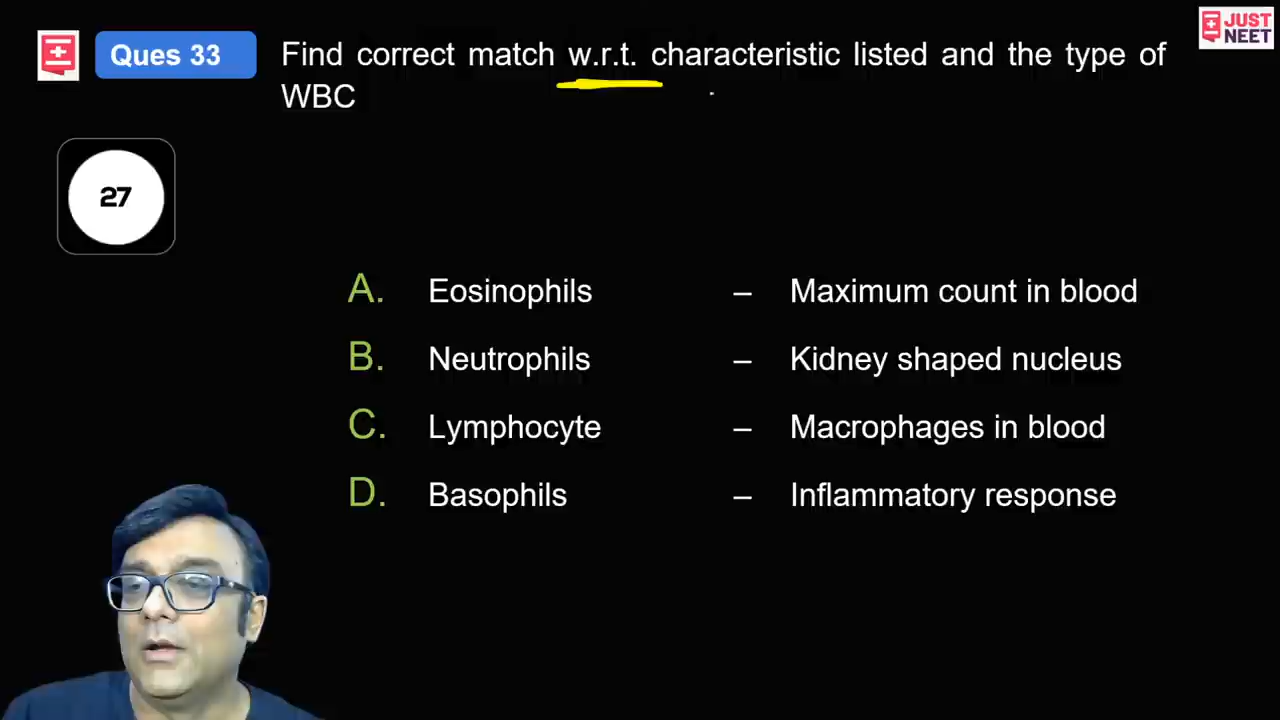 JUST
NEET
Ques 33
Find correct match w.r.t. characteristic listed and the type of
WBC
27
A. Eosinophils – Maximum count in blood
B. Neutrophils – Kidney shaped nucleus
C. Lymphocyte – Macrophages in blood
D. Basophils – Inflammatory response